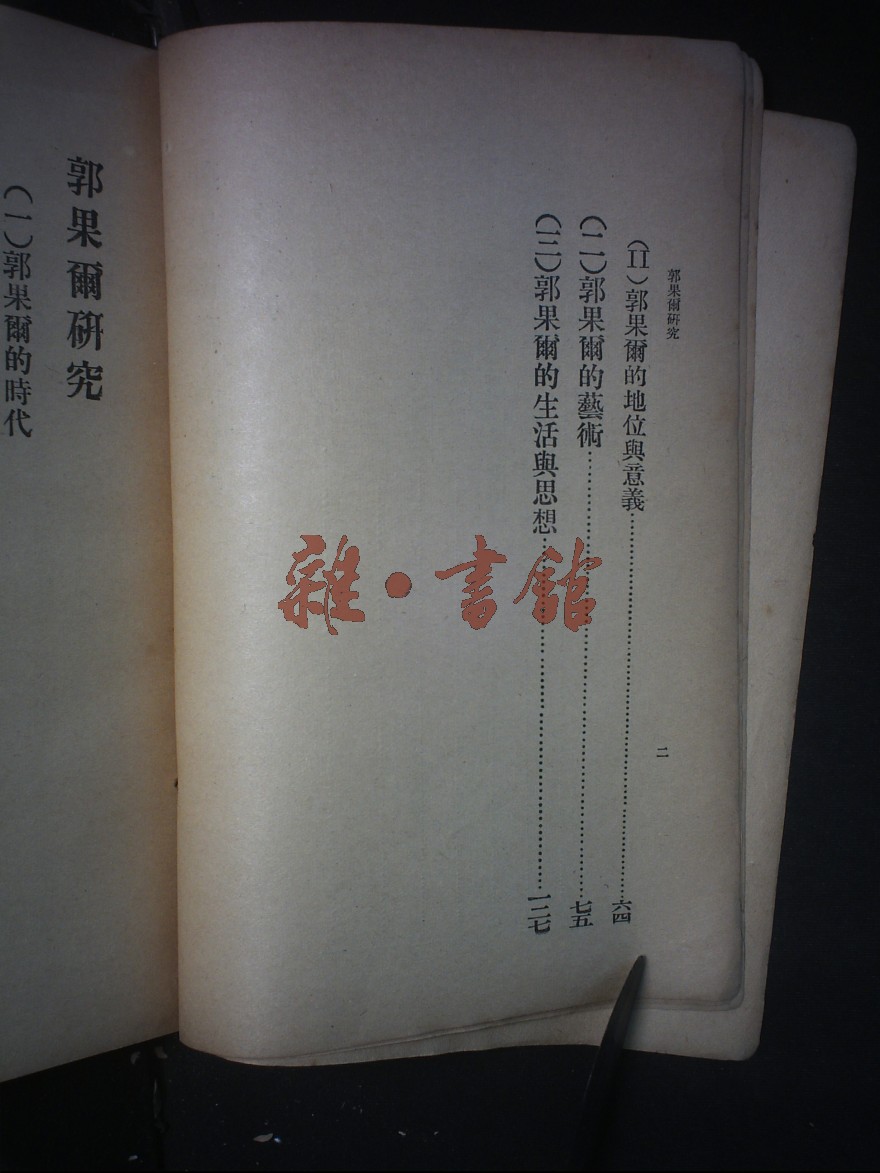 郭果爾研究
二
(II)郭果爾的地位與意義…………六四
(二)郭果爾的藝術…………七五
(三)郭果爾的生活與思想…………一二七
郭果爾研究
(一)郭果爾的時代
雜·書館